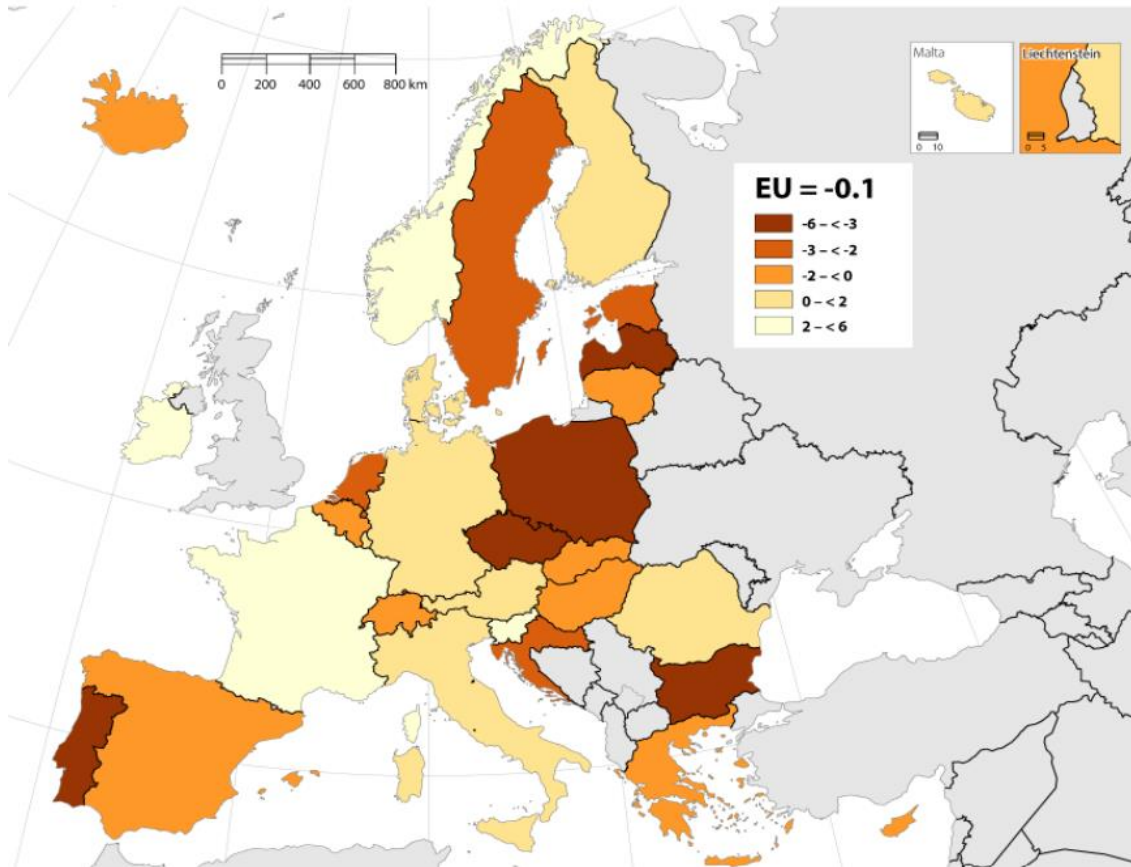 0 200 400 600 800 km
Malta
0 10
Liechtenstein
0 5
EU = -0.1
-6 – < -3
-3 – < -2
-2 – < 0
0 – < 2
2 – < 6